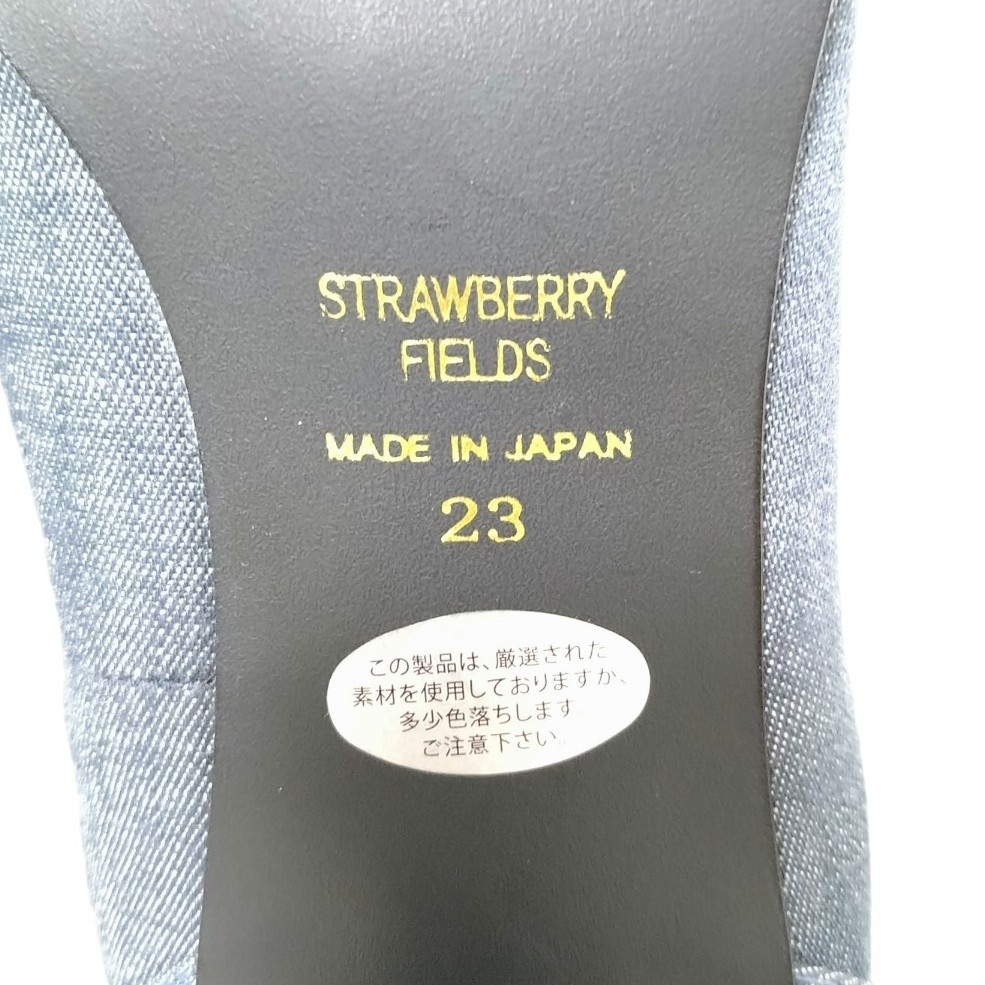 STRAWBERRY
FIELDS
MADE IN JAPAN
23
この製品は、厳選された
素材を使用しておりますが、
多少色落ちします
ご注意下さい。